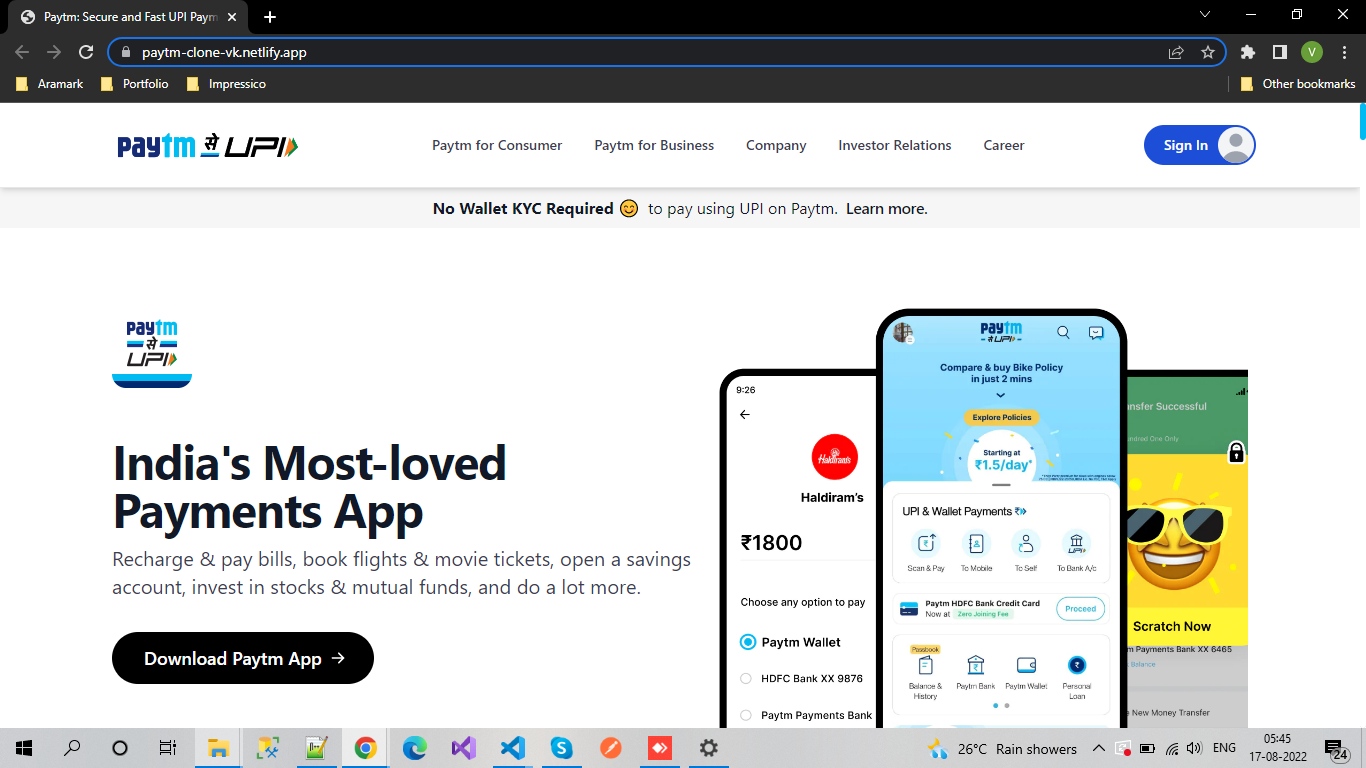 Paytm: Secure and Fast UPI Paym
paytm-clone-vk.netlify.app
V
Aramark
Portfolio
Impressico
Other bookmarks
paytm से UPI
Paytm for Consumer
Paytm for Business
Company
Investor Relations
Career
Sign In
No Wallet KYC Required 😊 to pay using UPI on Paytm. Learn more.
paytm
से
UPI
India's Most-loved
Payments App
Recharge & pay bills, book flights & movie tickets, open a savings
account, invest in stocks & mutual funds, and do a lot more.
Download Paytm App →
9:26
Haldiram's
Haldiram's
₹1800
Choose any option to pay
Paytm Wallet
HDFC Bank XX 9876
Paytm Payments Bank
paytm
से UPI
Compare & buy Bike Policy
in just 2 mins
Explore Policies
Starting at
₹1.5/day*
UPI & Wallet Payments
Scan & Pay
To Mobile
To Self
UPI
To Bank A/c
Paytm HDFC Bank Credit Card
Now at Zero Joining Fee
Proceed
Passbook
Balance &
History
Paytm Bank
Paytm Wallet
Personal
Loan
nsfer Successful
undred One Only
Scratch Now
m Payments Bank XX 6465
Balance
e New Money Transfer
26°C Rain showers
ENG
05:45
17-08-2022
24